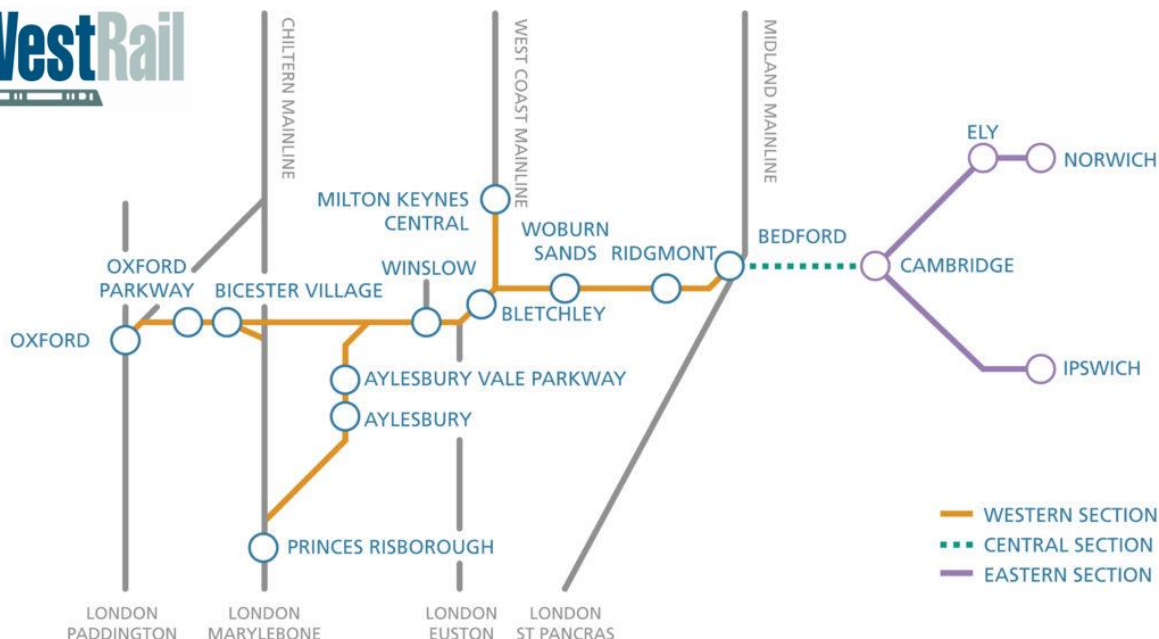 WestRail
CHILTERN MAINLINE
WEST COAST MAINLINE
MIDLAND MAINLINE
ELY
NORWICH
MILTON KEYNES
CENTRAL
WOBURN
SANDS
RIDGMONT
BEDFORD
CAMBRIDGE
OXFORD
PARKWAY
BICESTER VILLAGE
WINSLOW
BLETCHLEY
OXFORD
AYLESBURY VALE PARKWAY
AYLESBURY
IPSWICH
PRINCES RISBOROUGH
WESTERN SECTION
CENTRAL SECTION
EASTERN SECTION
LONDON
PADDINGTON
LONDON
MARYLEBONE
LONDON
EUSTON
LONDON
ST PANCRAS